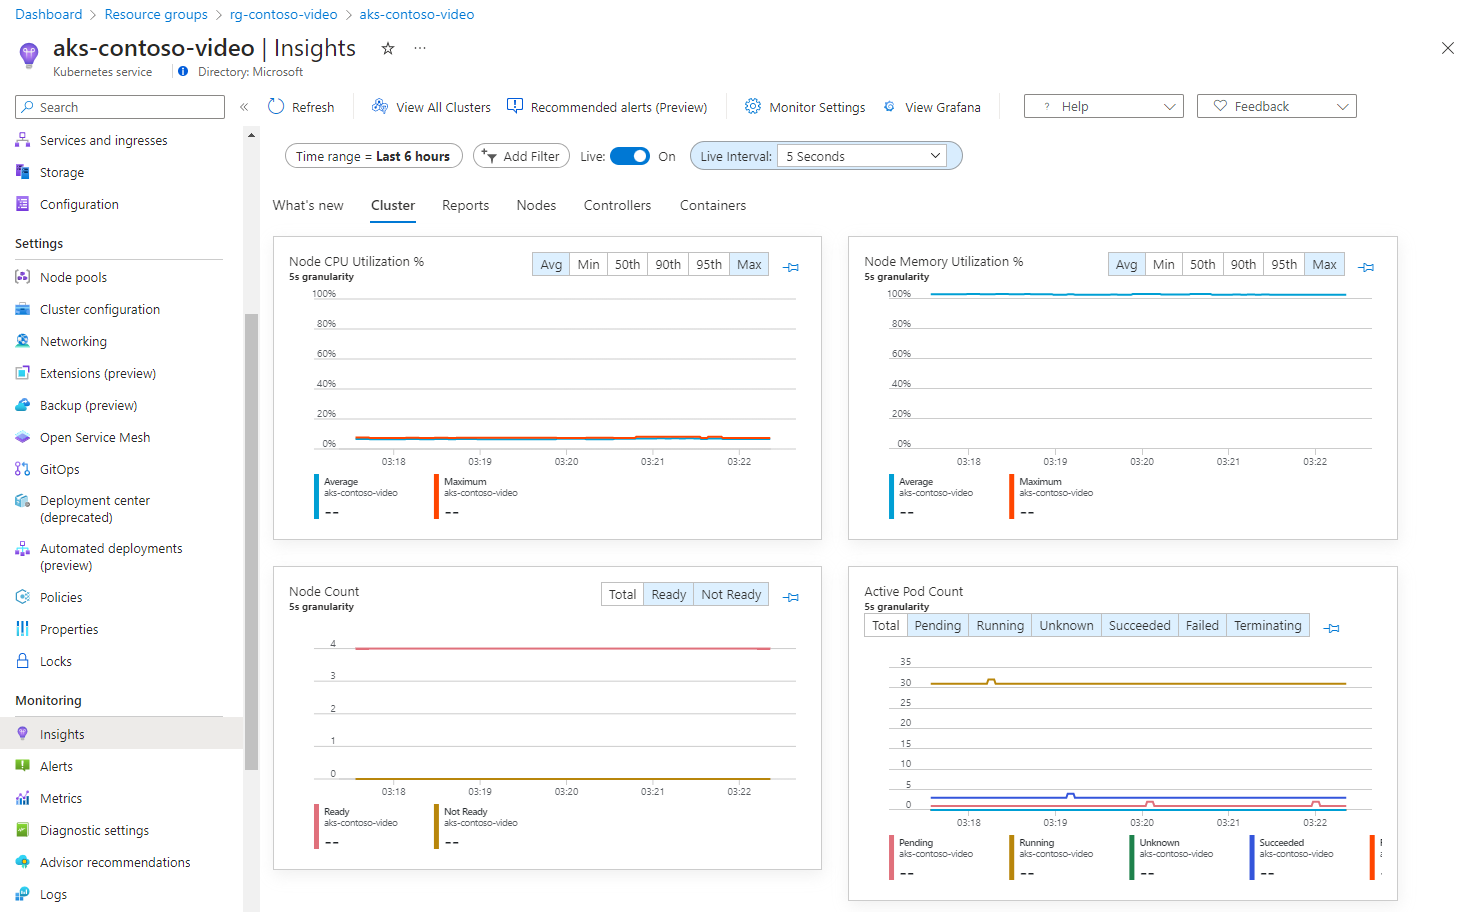 Dashboard > Resource groups > rg-contoso-video > aks-contoso-video
aks-contoso-video | Insights
Kubernetes service
Directory: Microsoft
Search
Refresh
View All Clusters
Recommended alerts (Preview)
Monitor Settings
View Grafana
? Help
Feedback
Services and ingresses
Storage
Configuration
Settings
Node pools
Cluster configuration
Networking
Extensions (preview)
Backup (preview)
Open Service Mesh
GitOps
Deployment center
(deprecated)
Automated deployments
(preview)
Policies
Properties
Locks
Monitoring
Insights
Alerts
Metrics
Diagnostic settings
Advisor recommendations
Logs
Time range = Last 6 hours
Add Filter
Live: On
Live Interval: 5 Seconds
What's new
Cluster
Reports
Nodes
Controllers
Containers
Node CPU Utilization %
5s granularity
Avg Min 50th 90th 95th Max
100%
80%
60%
40%
20%
0%
03:18 03:19 03:20 03:21 03:22
Average
aks-contoso-video
--
Maximum
aks-contoso-video
--
Node Memory Utilization %
5s granularity
Avg Min 50th 90th 95th Max
100%
80%
60%
40%
20%
0%
03:18 03:19 03:20 03:21 03:22
Average
aks-contoso-video
--
Maximum
aks-contoso-video
--
Node Count
5s granularity
Total Ready Not Ready
4
3
2
1
0
03:18 03:19 03:20 03:21 03:22
Ready
aks-contoso-video
--
Not Ready
aks-contoso-video
--
Active Pod Count
5s granularity
Total Pending Running Unknown Succeeded Failed Terminating
35
30
25
20
15
10
5
0
03:18 03:19 03:20 03:21 03:22
Pending
aks-contoso-video
--
Running
aks-contoso-video
--
Unknown
aks-contoso-video
--
Succeeded
aks-contoso-video
--